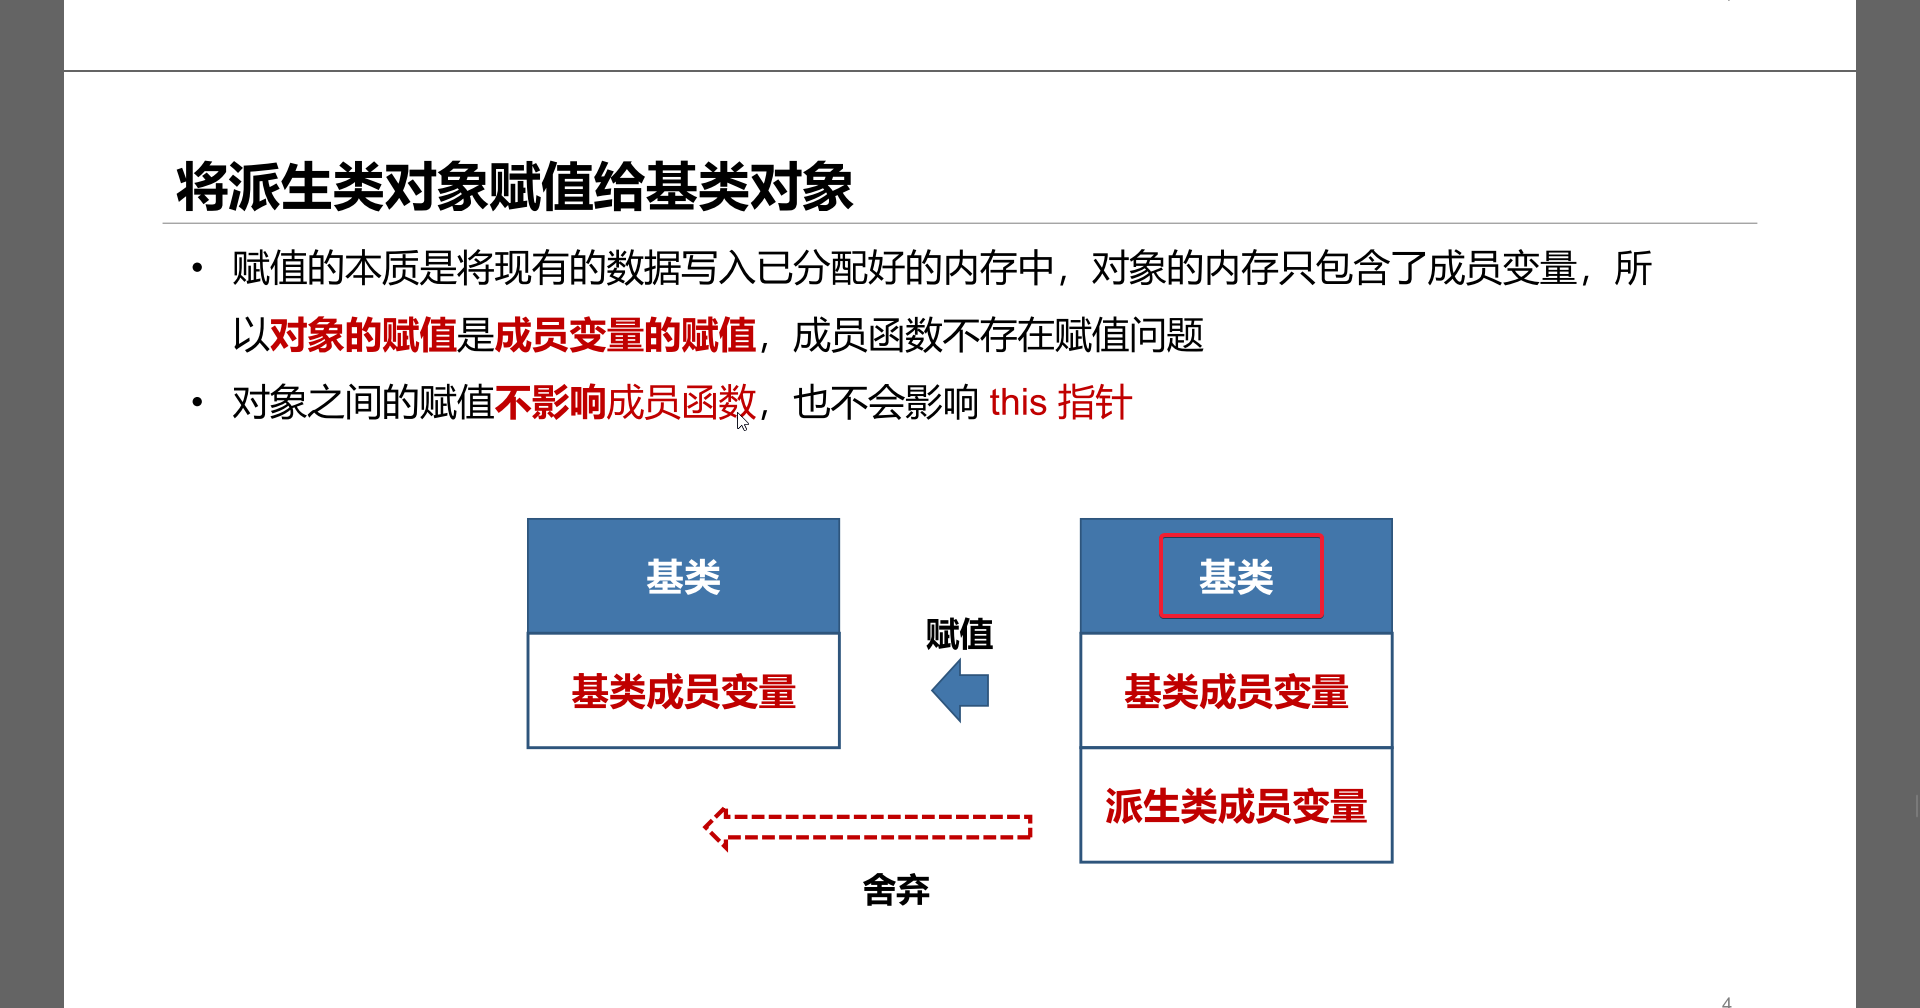 将派生类对象赋值给基类对象
• 赋值的本质是将现有的数据写入已分配好的内存中，对象的内存只包含了成员变量，所
以对象的赋值是成员变量的赋值，成员函数不存在赋值问题
• 对象之间的赋值不影响成员函数，也不会影响 this 指针
基类
基类
赋值
基类成员变量
基类成员变量
派生类成员变量
舍弃
4